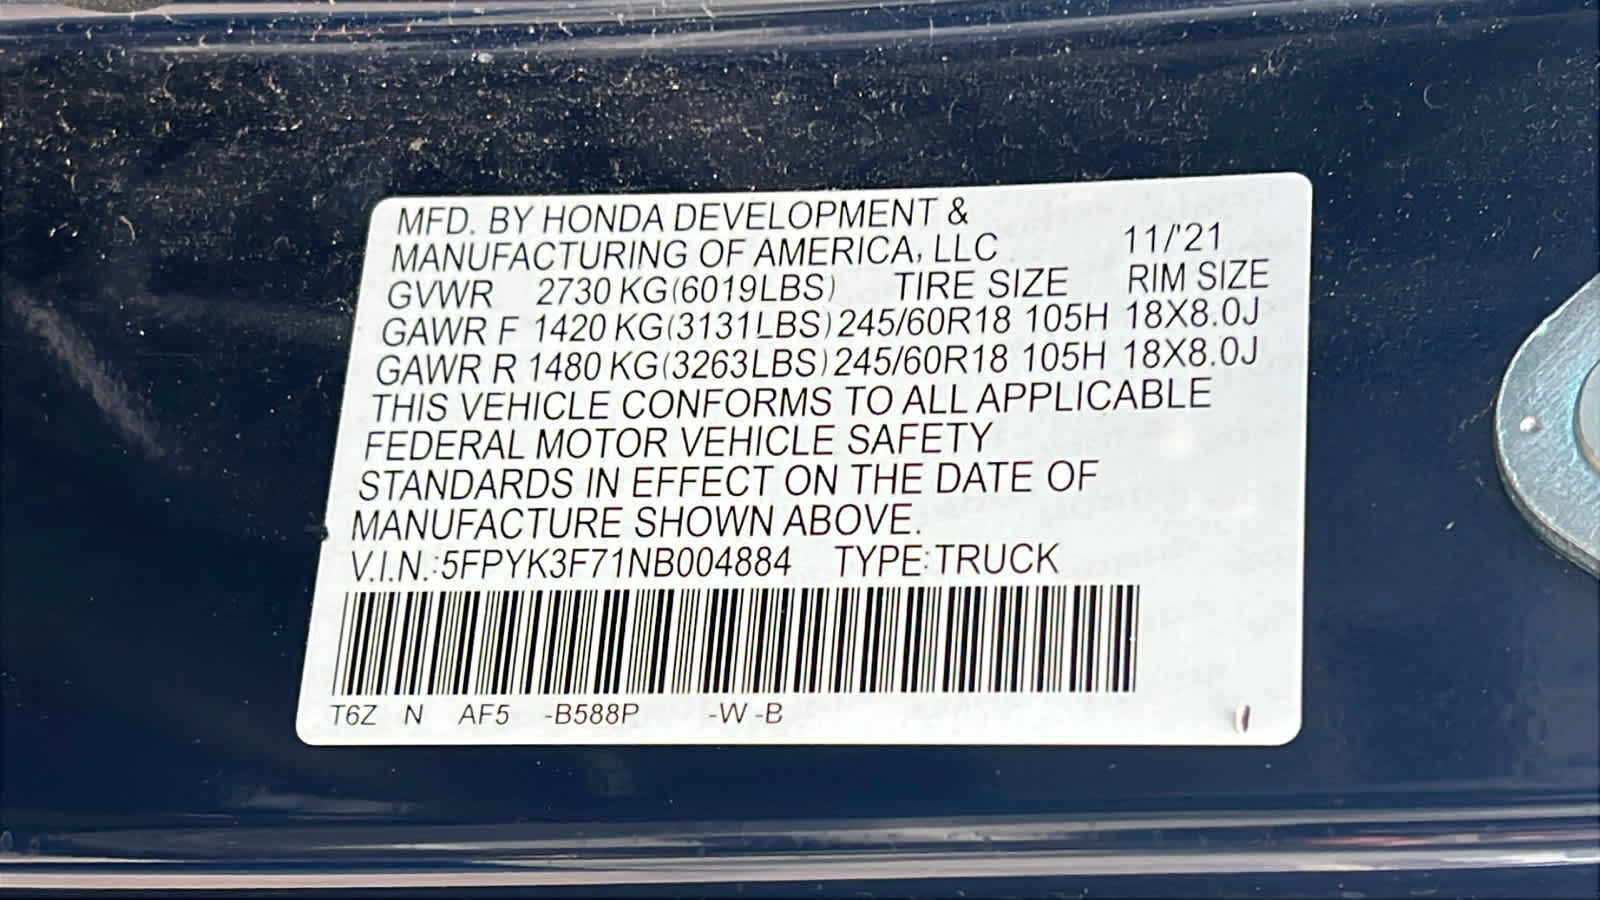 MFD. BY HONDA DEVELOPMENT &
MANUFACTURING OF AMERICA, LLC 11/'21
GVWR 2730 KG(6019LBS) TIRE SIZE RIM SIZE
GAWR F 1420 KG(3131LBS) 245/60R18 105H 18X8.0J
GAWR R 1480 KG(3263LBS) 245/60R18 105H 18X8.0J
THIS VEHICLE CONFORMS TO ALL APPLICABLE
FEDERAL MOTOR VEHICLE SAFETY
STANDARDS IN EFFECT ON THE DATE OF
MANUFACTURE SHOWN ABOVE.
V.I.N.:5FPYK3F71NB004884 TYPE:TRUCK
T6Z N AF5 -B588P -W -B